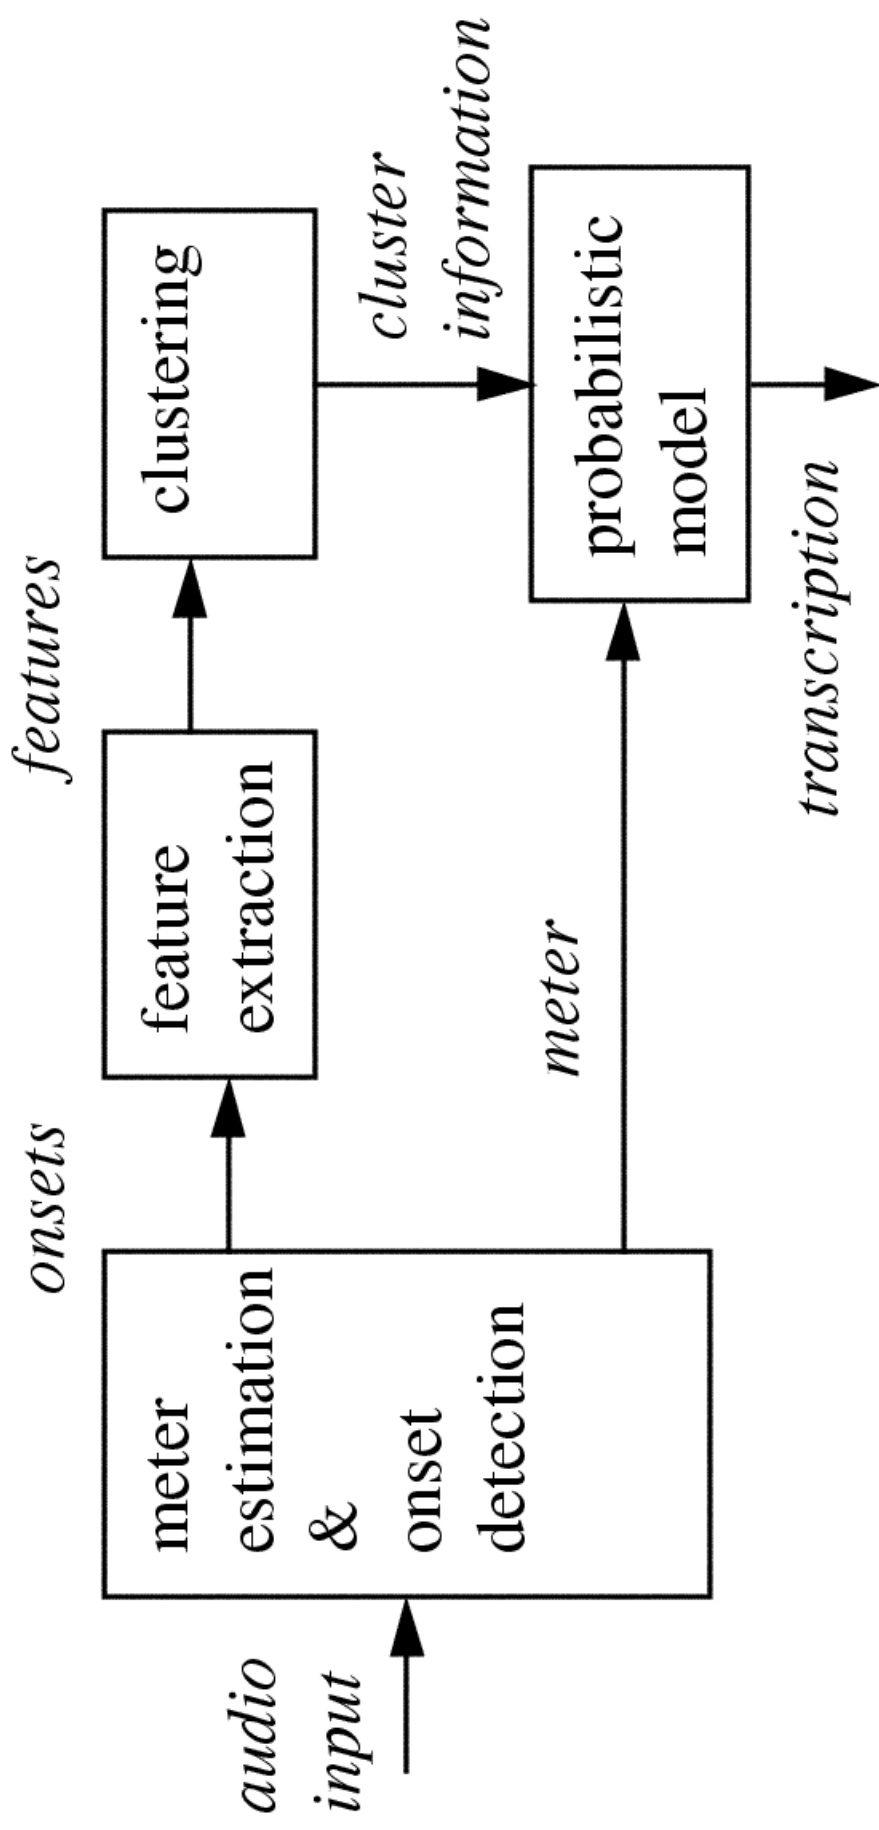 audio
input
meter
estimation
&
onset
detection
onsets
feature
extraction
features
clustering
cluster
information
meter
probabilistic
model
transcription